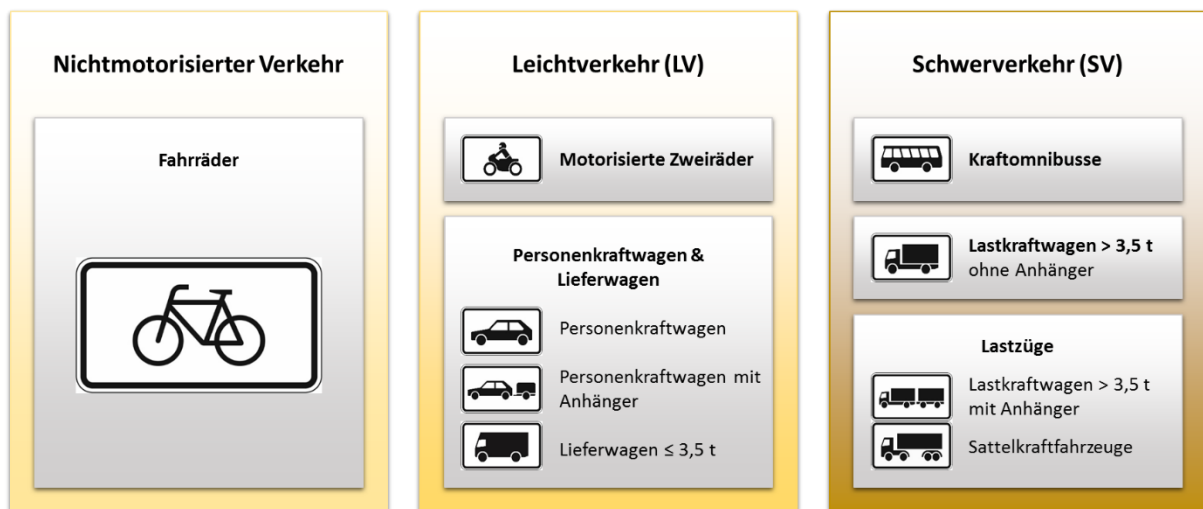 Nichtmotorisierter Verkehr
Fahrräder
Leichtverkehr (LV)
Motorisierte Zweiräder
Personenkraftwagen &
Lieferwagen
Personenkraftwagen
Personenkraftwagen mit
Anhänger
Lieferwagen ≤ 3,5 t
Schwerverkehr (SV)
Kraftomnibusse
Lastkraftwagen > 3,5 t
ohne Anhänger
Lastzüge
Lastkraftwagen > 3,5 t
mit Anhänger
Sattelkraftfahrzeuge